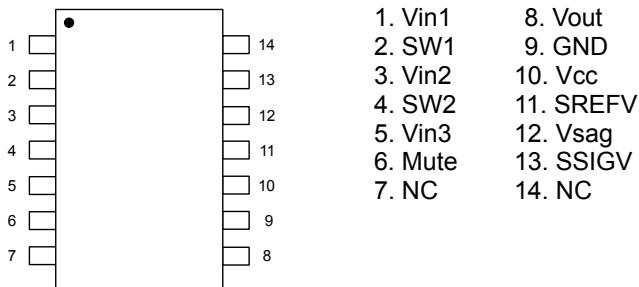 1
2
3
4
5
6
7
14
13
12
11
10
9
8
1. Vin1
2. SW1
3. Vin2
4. SW2
5. Vin3
6. Mute
7. NC
8. Vout
9. GND
10. Vcc
11. SREFV
12. Vsag
13. SSIGV
14. NC